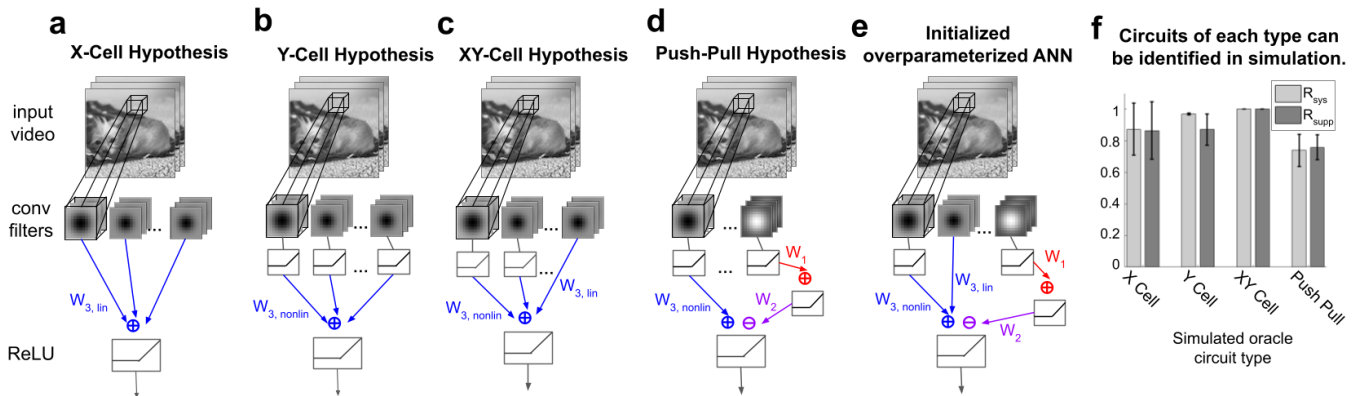 a
X-Cell Hypothesis
b
Y-Cell Hypothesis
c
XY-Cell Hypothesis
d
Push-Pull Hypothesis
e
Initialized
overparameterized ANN
f
Circuits of each type can
be identified in simulation.
input
video
conv
filters
ReLU
...
W3, lin
...
W3, nonlin
...
W3, nonlin
W3, lin
...
...
W1
W3, nonlin
W2
...
W1
W3, nonlin
W3, lin
W2
Rsys
Rsupp
1
0.8
0.6
0.4
0.2
0
X Cell
Y Cell
XY Cell
Push Pull
Simulated oracle
circuit type